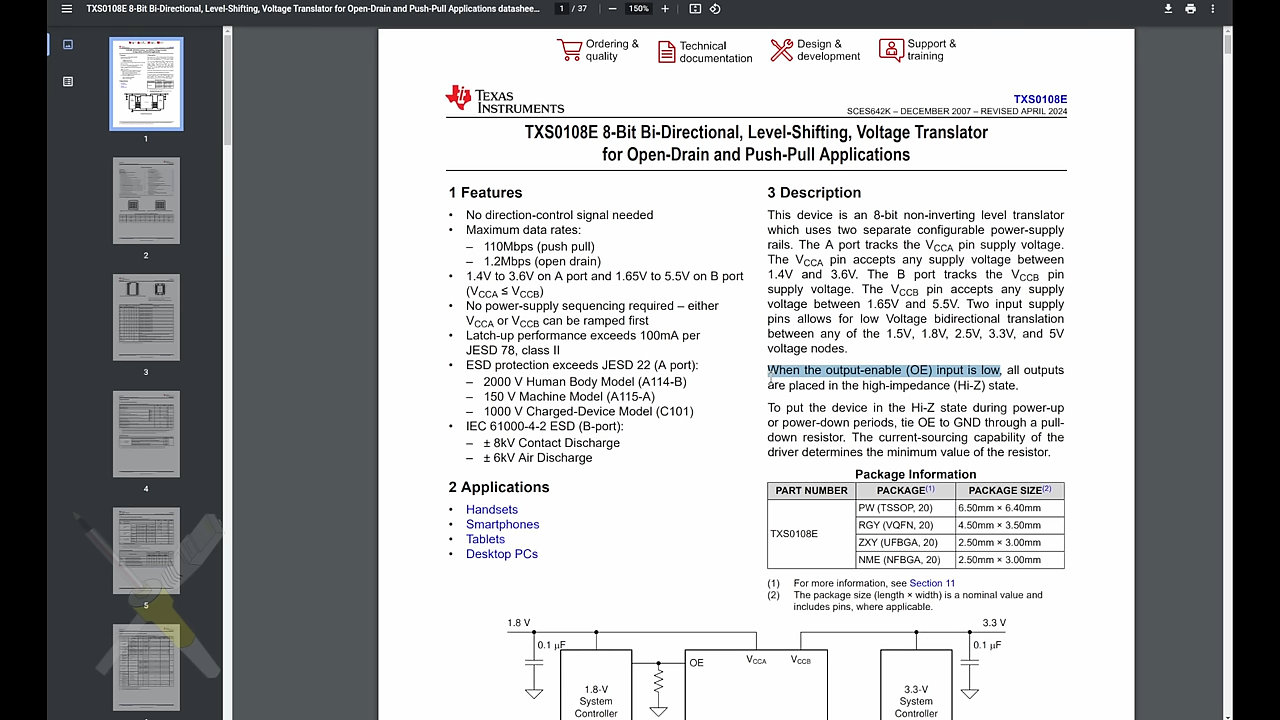 TXS0108E 8-Bit Bi-Directional, Level-Shifting, Voltage Translator for Open-Drain and Push-Pull Applications datashee...
1 / 37
150%
Ordering &
quality
Technical
documentation
Design &
development
Support &
training
TEXAS
INSTRUMENTS
TXS0108E
SCES642K – DECEMBER 2007 – REVISED APRIL 2024
TXS0108E 8-Bit Bi-Directional, Level-Shifting, Voltage Translator
for Open-Drain and Push-Pull Applications
1 Features
• No direction-control signal needed
• Maximum data rates:
– 110Mbps (push pull)
– 1.2Mbps (open drain)
• 1.4V to 3.6V on A port and 1.65V to 5.5V on B port
(VCCA ≤ VCCB)
• No power-supply sequencing required – either
VCCA or VCCB can be ramped first
• Latch-up performance exceeds 100mA per
JESD 78, class II
• ESD protection exceeds JESD 22 (A port):
– 2000 V Human Body Model (A114-B)
– 150 V Machine Model (A115-A)
– 1000 V Charged-Device Model (C101)
• IEC 61000-4-2 ESD (B-port):
– ± 8kV Contact Discharge
– ± 6kV Air Discharge
2 Applications
• Handsets
• Smartphones
• Tablets
• Desktop PCs
3 Description
This device is an 8-bit non-inverting level translator
which uses two separate configurable power-supply
rails. The A port tracks the VCCA pin supply voltage.
The VCCA pin accepts any supply voltage between
1.4V and 3.6V. The B port tracks the VCCB pin
supply voltage. The VCCB pin accepts any supply
voltage between 1.65V and 5.5V. Two input supply
pins allows for low Voltage bidirectional translation
between any of the 1.5V, 1.8V, 2.5V, 3.3V, and 5V
voltage nodes.
When the output-enable (OE) input is low, all outputs
are placed in the high-impedance (Hi-Z) state.
To put the device in the Hi-Z state during power-up
or power-down periods, tie OE to GND through a pull-
down resistor. The current-sourcing capability of the
driver determines the minimum value of the resistor.
Package Information
PART NUMBER PACKAGE(1) PACKAGE SIZE(2)
TXS0108E
PW (TSSOP, 20) 6.50mm × 6.40mm
RGY (VQFN, 20) 4.50mm × 3.50mm
ZXY (UFBGA, 20) 2.50mm × 3.00mm
NME (NFBGA, 20) 2.50mm × 3.00mm
(1) For more information, see Section 11
(2) The package size (length × width) is a nominal value and
includes pins, where applicable.
1.8 V
3.3 V
0.1 µF
0.1 µF
OE
VCCA
VCCB
1.8-V
System
Controller
3.3-V
System
Controller
1
2
3
4
5